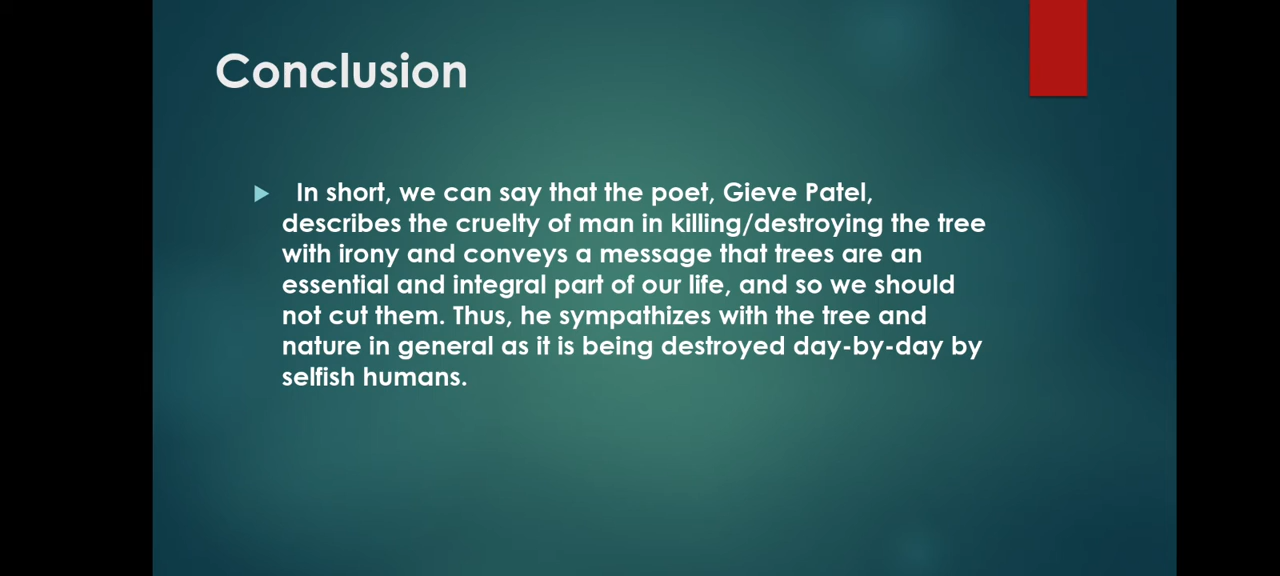 Conclusion
In short, we can say that the poet, Gieve Patel,
describes the cruelty of man in killing/destroying the tree
with irony and conveys a message that trees are an
essential and integral part of our life, and so we should
not cut them. Thus, he sympathizes with the tree and
nature in general as it is being destroyed day-by-day by
selfish humans.